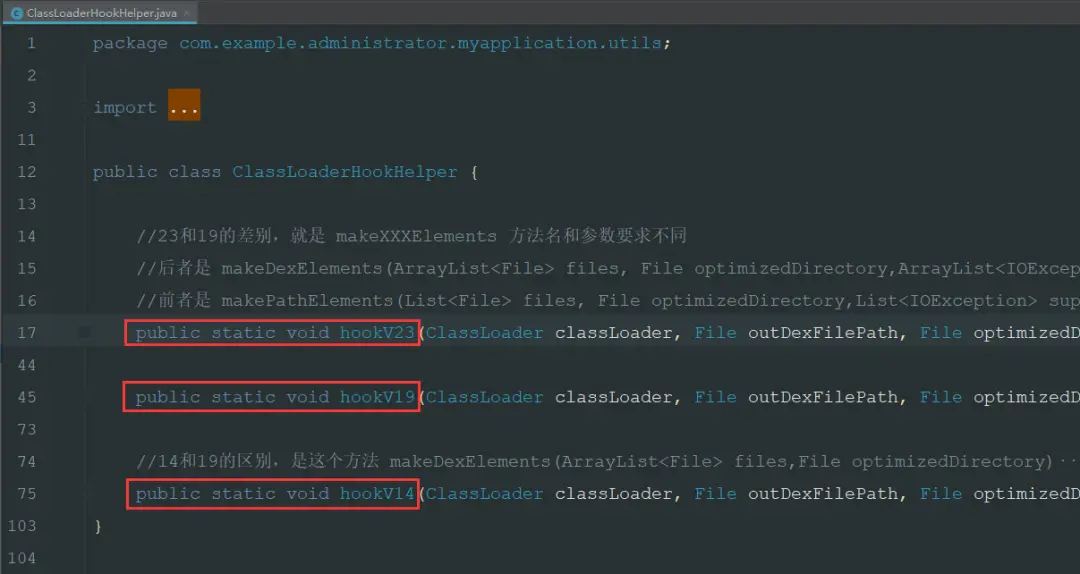 ClassLoaderHookHelper.java ×
1 package com.example.administrator.myapplication.utils;
2
3 import ...
11
12 public class ClassLoaderHookHelper {
13
14 //23和19的差别，就是 makeXXXElements 方法名和参数要求不同
15 //后者是 makeDexElements(ArrayList<File> files, File optimizedDirectory,ArrayList<IOExcep
16 //前者是 makePathElements(List<File> files, File optimizedDirectory,List<IOException> sup
17 public static void hookV23(ClassLoader classLoader, File outDexFilePath, File optimizedD
44
45 public static void hookV19(ClassLoader classLoader, File outDexFilePath, File optimizedD
73
74 //14和19的区别，是这个方法 makeDexElements(ArrayList<File> files,File optimizedDirectory)··
75 public static void hookV14(ClassLoader classLoader, File outDexFilePath, File optimizedD
103 }
104